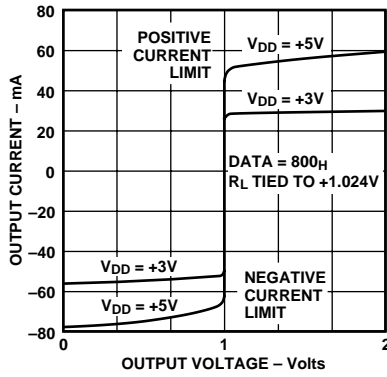 80
60
40
20
0
–20
–40
–60
–80
OUTPUT CURRENT – mA
POSITIVE
CURRENT
LIMIT
VDD = +5V
VDD = +3V
DATA = 800H
RL TIED TO +1.024V
VDD = +3V
VDD = +5V
NEGATIVE
CURRENT
LIMIT
0
1
2
OUTPUT VOLTAGE – Volts